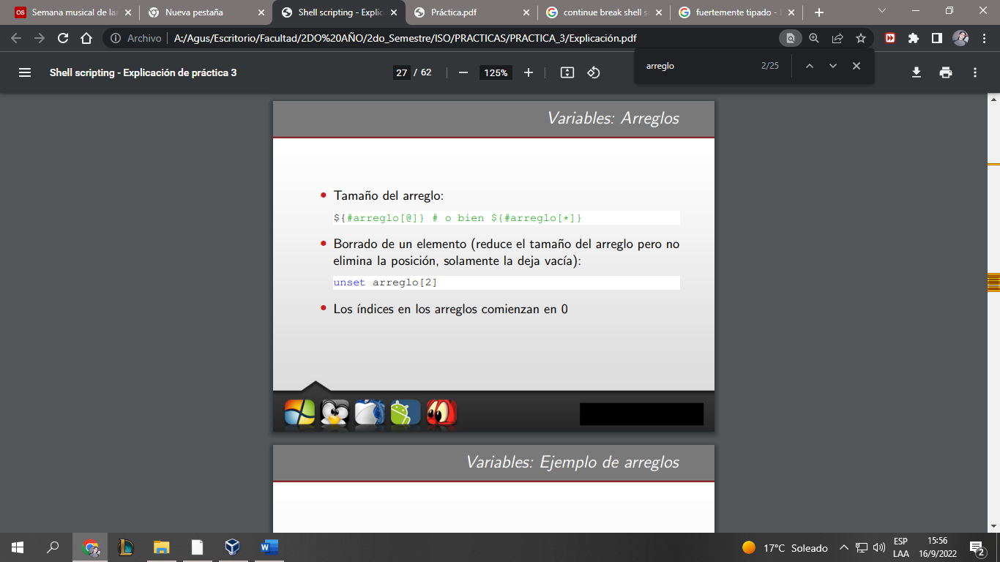 Semana musical de lan
Nueva pestaña
Shell scripting - Explic
Práctica.pdf
continue break shell s
fuertemente tipado -
Archivo
A:/Agus/Escritorio/Facultad/2DO%20AÑO/2do_Semestre/ISO/PRACTICAS/PRACTICA_3/Explicación.pdf
Shell scripting - Explicación de práctica 3
27 / 62
125%
arreglo
2/25
Variables: Arreglos
Tamaño del arreglo:
${#arreglo[@]} # o bien ${#arreglo[*]}
Borrado de un elemento (reduce el tamaño del arreglo pero no
elimina la posición, solamente la deja vacía):
unset arreglo[2]
Los índices en los arreglos comienzan en 0
Variables: Ejemplo de arreglos
17°C Soleado
ESP
LAA
15:56
16/9/2022
2